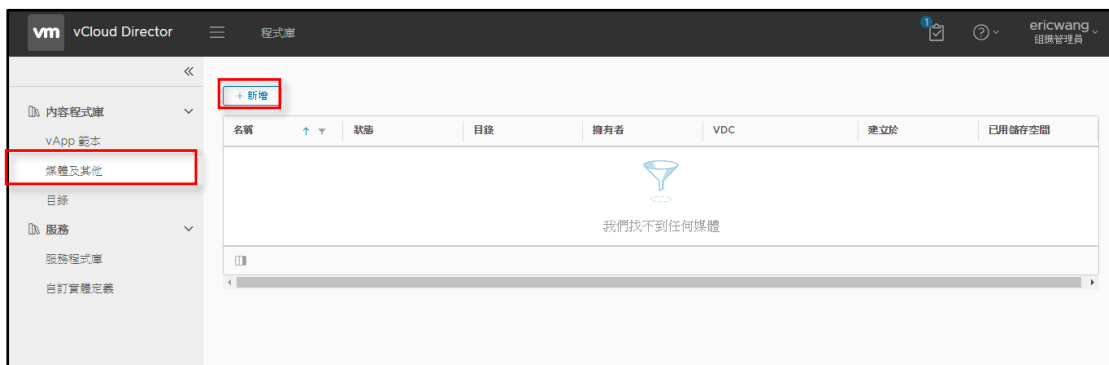 vm vCloud Director 程式庫 1 ericwang
組織管理員
+ 新增
內容程式庫
vApp 範本
媒體及其他
目錄
服務
服務程式庫
自訂實體定義
名稱 狀態 目錄 擁有者 VDC 建立於 已用儲存空間
我們找不到任何媒體